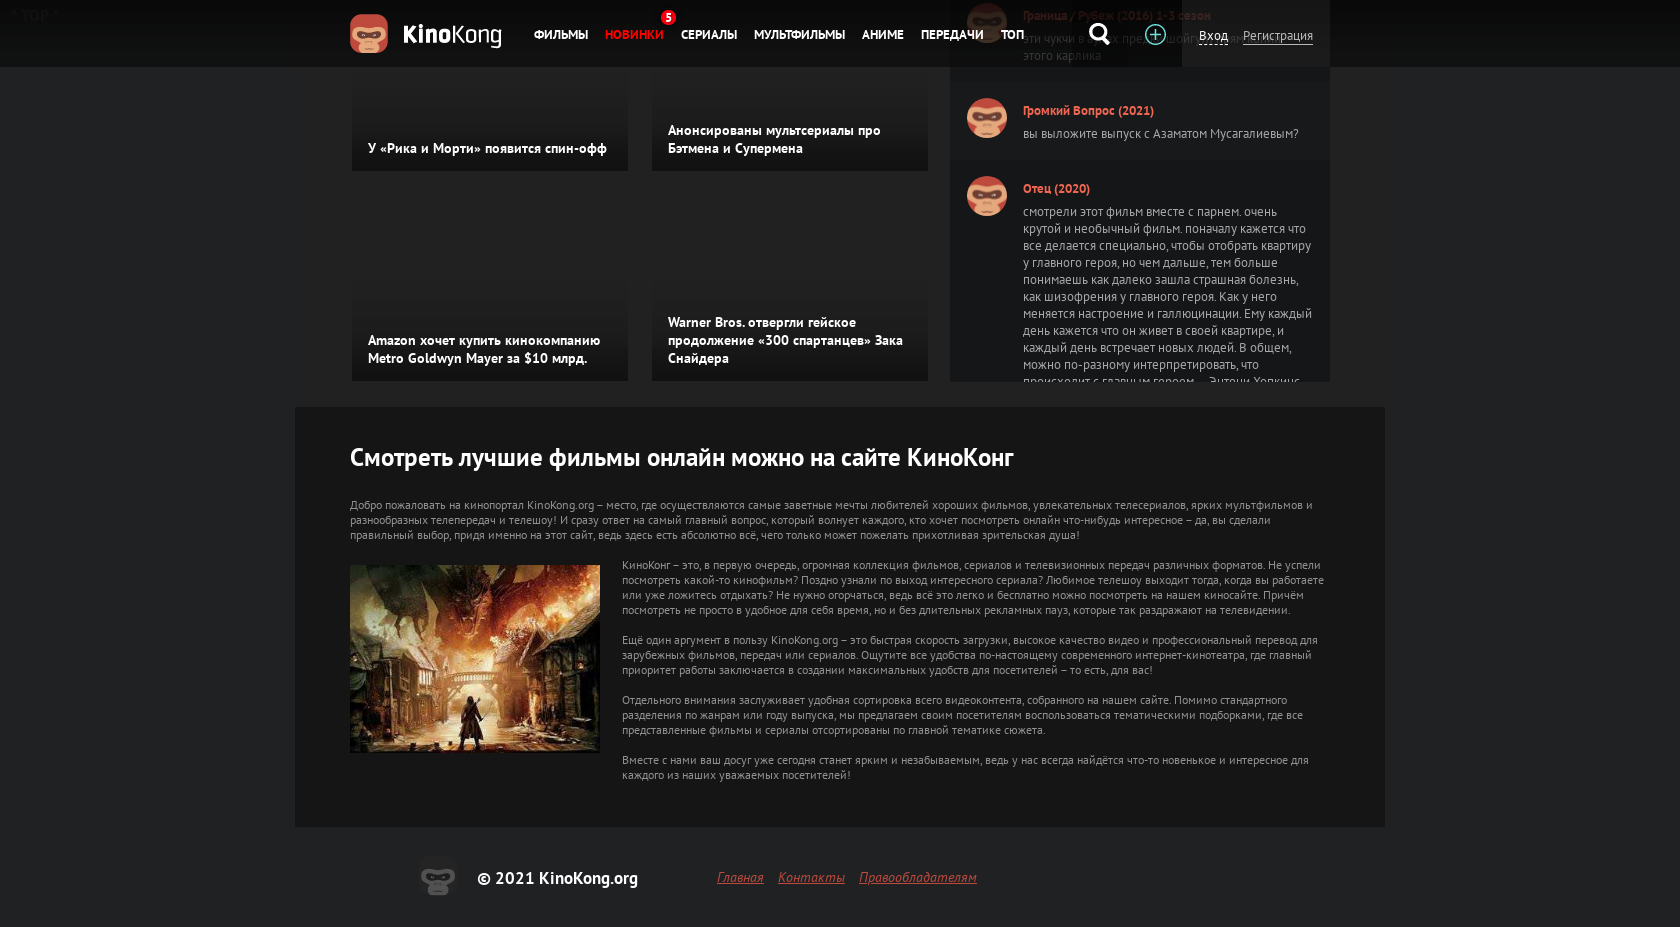 KinoKong
ФИЛЬМЫ НОВИНКИ 5 СЕРИАЛЫ МУЛЬТФИЛЬМЫ АНИМЕ ПЕРЕДАЧИ ТОП
Вход Регистрация
Граница / Рубеж (2016) 1-3 сезон
этого карлика
У «Рика и Морти» появится спин-офф
Анонсированы мультсериалы про
Бэтмена и Супермена
Amazon хочет купить кинокомпанию
Metro Goldwyn Mayer за $10 млрд.
Warner Bros. отвергли гейское
продолжение «300 спартанцев» Зака
Снайдера
Громкий Вопрос (2021)
вы выложите выпуск с Азаматом Мусагалиевым?
Отец (2020)
смотрели этот фильм вместе с парнем. очень
крутой и необычный фильм. поначалу кажется что
все делается специально, чтобы отобрать квартиру
у главного героя, но чем дальше, тем больше
понимаешь как далеко зашла страшная болезнь,
как шизофрения у главного героя. Как у него
меняется настроение и галлюцинации. Ему каждый
день кажется что он живет в своей квартире, и
каждый день встречает новых людей. В общем,
можно по-разному интерпретировать, что
происходит с главным героем... Энтони Хопкинс
Смотреть лучшие фильмы онлайн можно на сайте КиноКонг
Добро пожаловать на кинопортал KinoKong.org – место, где осуществляются самые заветные мечты любителей хороших фильмов, увлекательных телесериалов, ярких мультфильмов и
разнообразных телепередач и телешоу! И сразу ответ на самый главный вопрос, который волнует каждого, кто хочет посмотреть онлайн что-нибудь интересное – да, вы сделали
правильный выбор, придя именно на этот сайт, ведь здесь есть абсолютно всё, чего только может пожелать прихотливая зрительская душа!
КиноКонг – это, в первую очередь, огромная коллекция фильмов, сериалов и телевизионных передач различных форматов. Не успели
посмотреть какой-то кинофильм? Поздно узнали по выход интересного сериала? Любимое телешоу выходит тогда, когда вы работаете
или уже ложитесь отдыхать? Не нужно огорчаться, ведь всё это легко и бесплатно можно посмотреть на нашем киносайте. Причём
посмотреть не просто в удобное для себя время, но и без длительных рекламных пауз, которые так раздражают на телевидении.
Ещё один аргумент в пользу KinoKong.org – это быстрая скорость загрузки, высокое качество видео и профессиональный перевод для
зарубежных фильмов, передач или сериалов. Ощутите все удобства по-настоящему современного интернет-кинотеатра, где главный
приоритет работы заключается в создании максимальных удобств для посетителей – то есть, для вас!
Отдельного внимания заслуживает удобная сортировка всего видеоконтента, собранного на нашем сайте. Помимо стандартного
разделения по жанрам или году выпуска, мы предлагаем своим посетителям воспользоваться тематическими подборками, где все
представленные фильмы и сериалы отсортированы по главной тематике сюжета.
Вместе с нами ваш досуг уже сегодня станет ярким и незабываемым, ведь у нас всегда найдётся что-то новенькое и интересное для
каждого из наших уважаемых посетителей!
© 2021 KinoKong.org
Главная Контакты Правообладателям